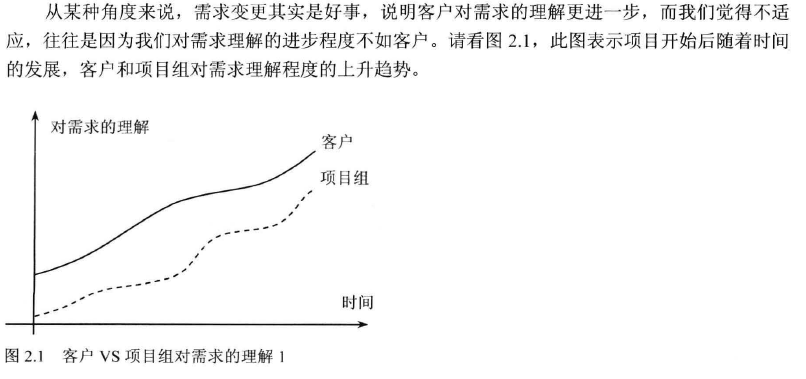 从某种角度来说，需求变更其实是好事，说明客户对需求的理解更进一步，而我们觉得不适
应，往往是因为我们对需求理解的进步程度不如客户。请看图 2.1，此图表示项目开始后随着时间
的发展，客户和项目组对需求理解程度的上升趋势。
对需求的理解
客户
项目组
时间
图 2.1 客户 VS 项目组对需求的理解 1